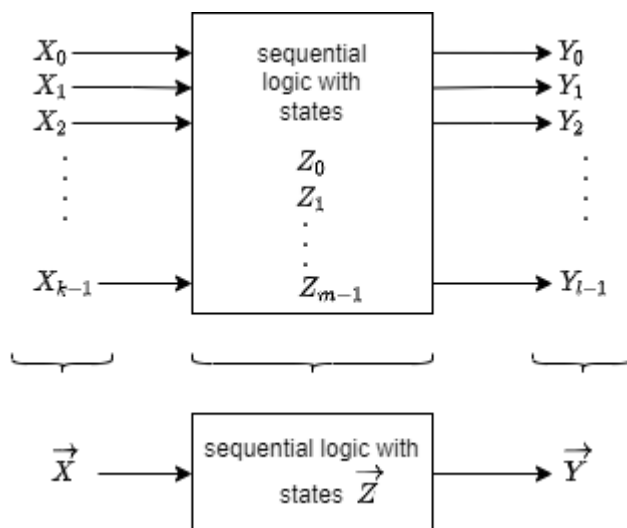 X₀ sequential Y₀
X₁ logic with Y₁
X₂ states Y₂
Z₀
Z₁
Xₖ₋₁ Zₘ₋₁ Yₗ₋₁
X⃗ sequential logic with Y⃗
states Z⃗